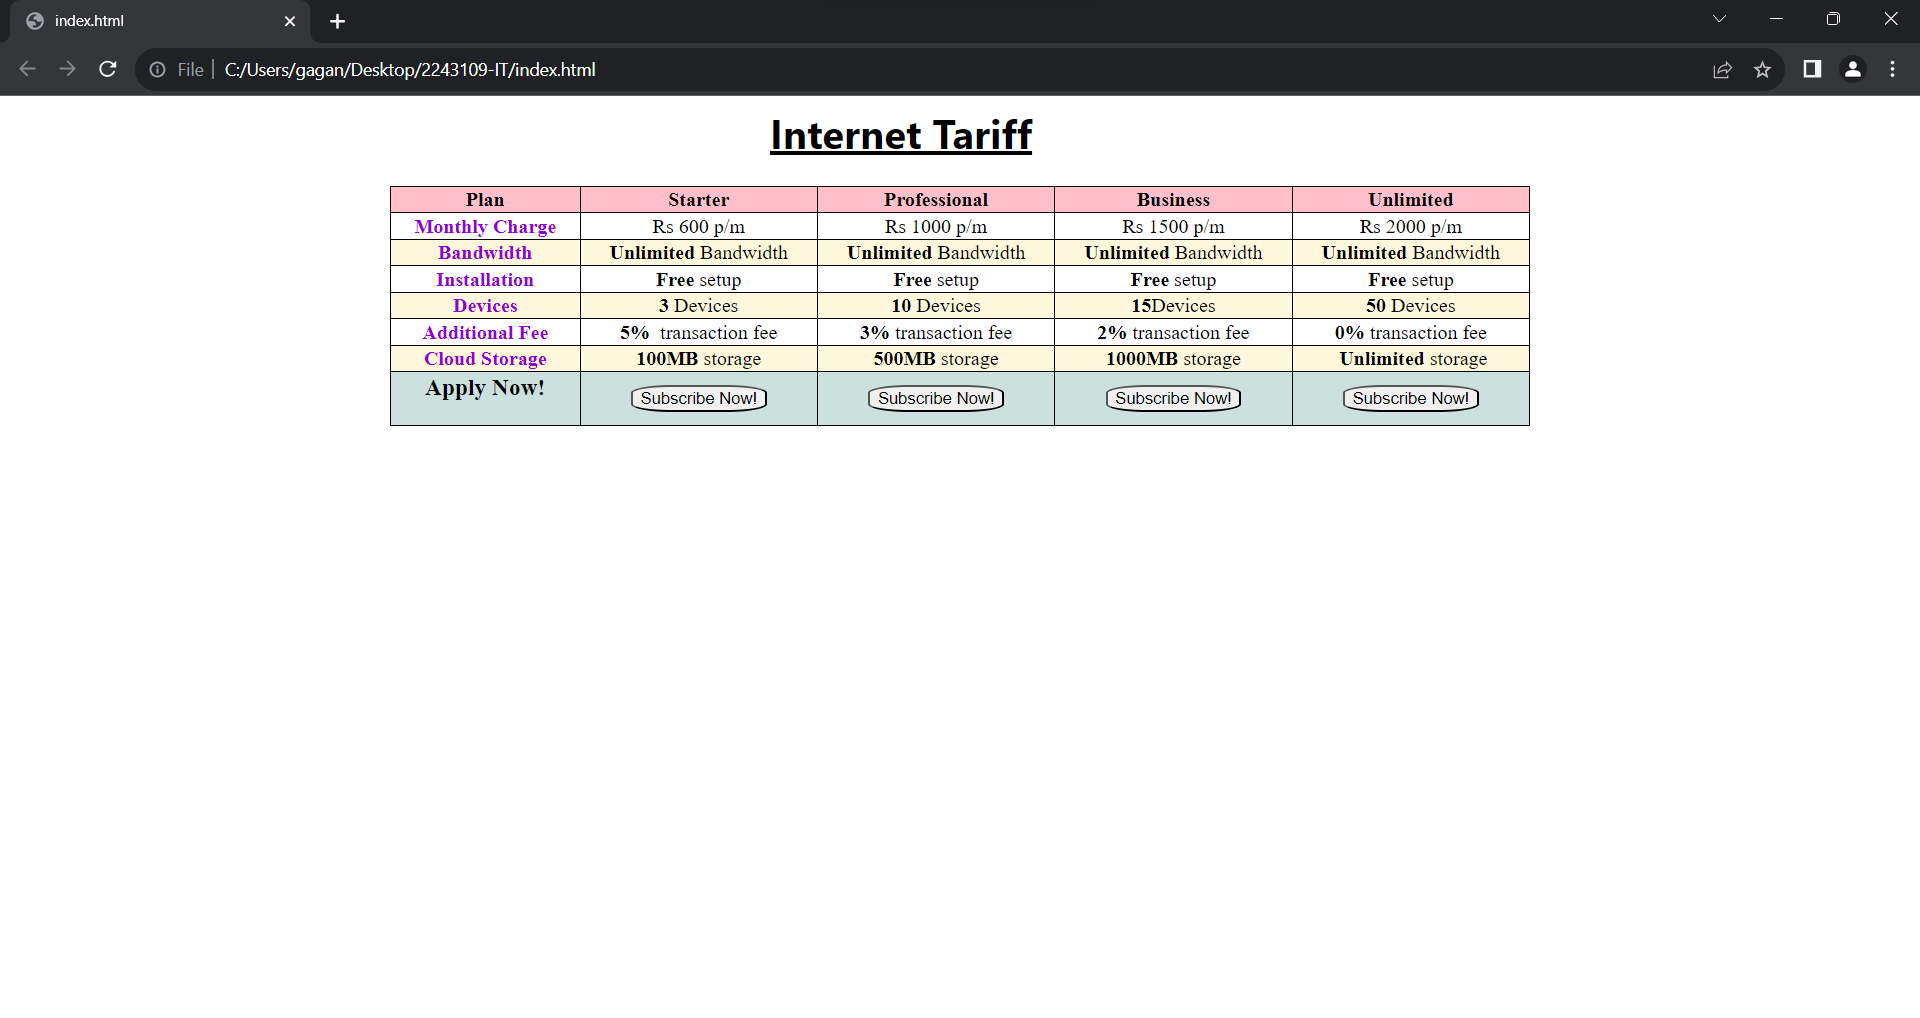 index.html
File C:/Users/gagan/Desktop/2243109-IT/index.html
Internet Tariff
Plan Starter Professional Business Unlimited
Monthly Charge Rs 600 p/m Rs 1000 p/m Rs 1500 p/m Rs 2000 p/m
Bandwidth Unlimited Bandwidth Unlimited Bandwidth Unlimited Bandwidth Unlimited Bandwidth
Installation Free setup Free setup Free setup Free setup
Devices 3 Devices 10 Devices 15Devices 50 Devices
Additional Fee 5% transaction fee 3% transaction fee 2% transaction fee 0% transaction fee
Cloud Storage 100MB storage 500MB storage 1000MB storage Unlimited storage
Apply Now! Subscribe Now! Subscribe Now! Subscribe Now! Subscribe Now!